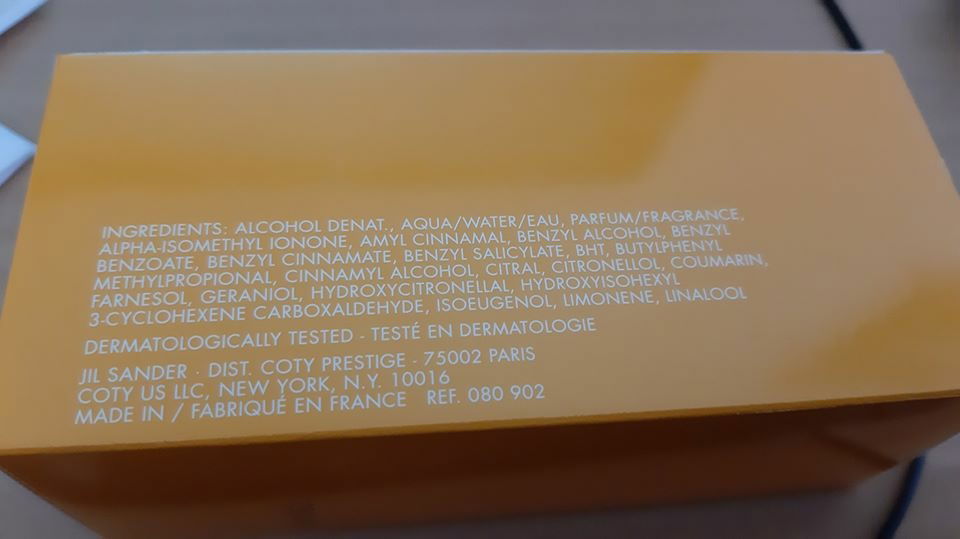 INGREDIENTS: ALCOHOL DENAT., AQUA/WATER/EAU, PARFUM/FRAGRANCE,
ALPHA-ISOMETHYL IONONE, AMYL CINNAMAL, BENZYL ALCOHOL, BENZYL
BENZOATE, BENZYL CINNAMATE, BENZYL SALICYLATE, BHT, BUTYLPHENYL
METHYLPROPIONAL, CINNAMYL ALCOHOL, CITRAL, CITRONELLOL, COUMARIN,
FARNESOL, GERANIOL, HYDROXYCITRONELLAL, HYDROXYISOHEXYL
3-CYCLOHEXENE CARBOXALDEHYDE, ISOEUGENOL, LIMONENE, LINALOOL
DERMATOLOGICALLY TESTED - TESTÉ EN DERMATOLOGIE
JIL SANDER · DIST. COTY PRESTIGE · 75002 PARIS
COTY US LLC, NEW YORK, N.Y. 10016
MADE IN / FABRIQUÉ EN FRANCE REF. 080 902